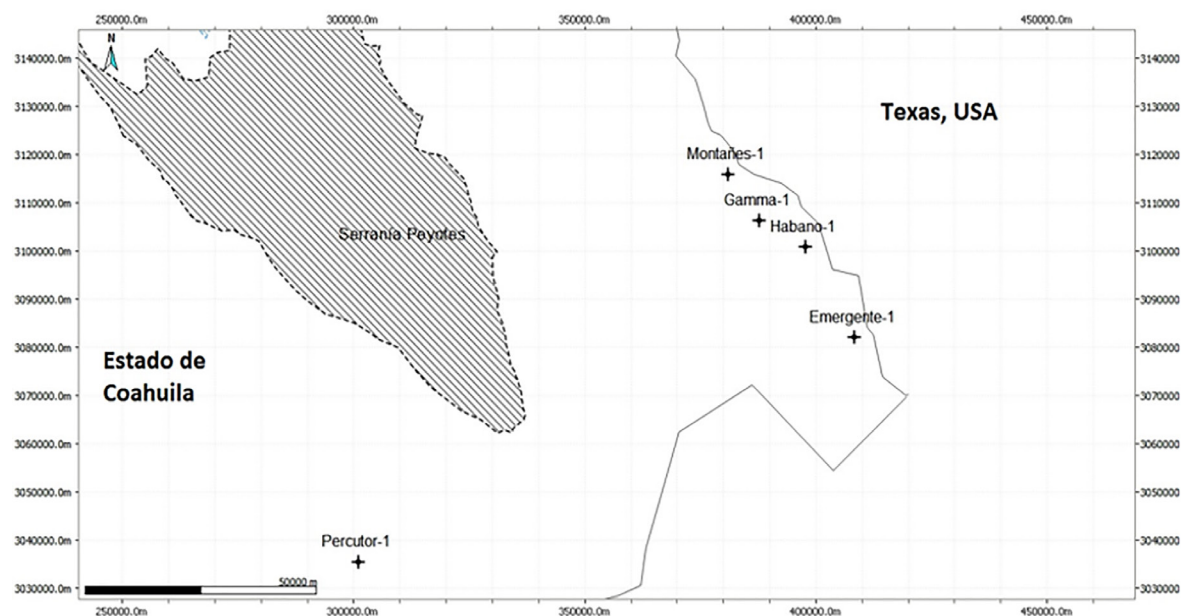 250000.0m 300000.0m 350000.0m 400000.0m 450000.0m
N
3140000.0m 3140000.0m
3130000.0m Texas, USA 3130000.0m
3120000.0m Montañes-1 3120000.0m
3110000.0m Gamma-1 3110000.0m
Serranía Peyotes Habano-1
3100000.0m 3100000.0m
3090000.0m 3090000.0m
Emergente-1
3080000.0m 3080000.0m
Estado de
Coahuila
3070000.0m 3070000.0m
3060000.0m 3060000.0m
3050000.0m 3050000.0m
3040000.0m Percutor-1 3040000.0m
3030000.0m 50000 m 3030000.0m
250000.0m 300000.0m 350000.0m 400000.0m 450000.0m